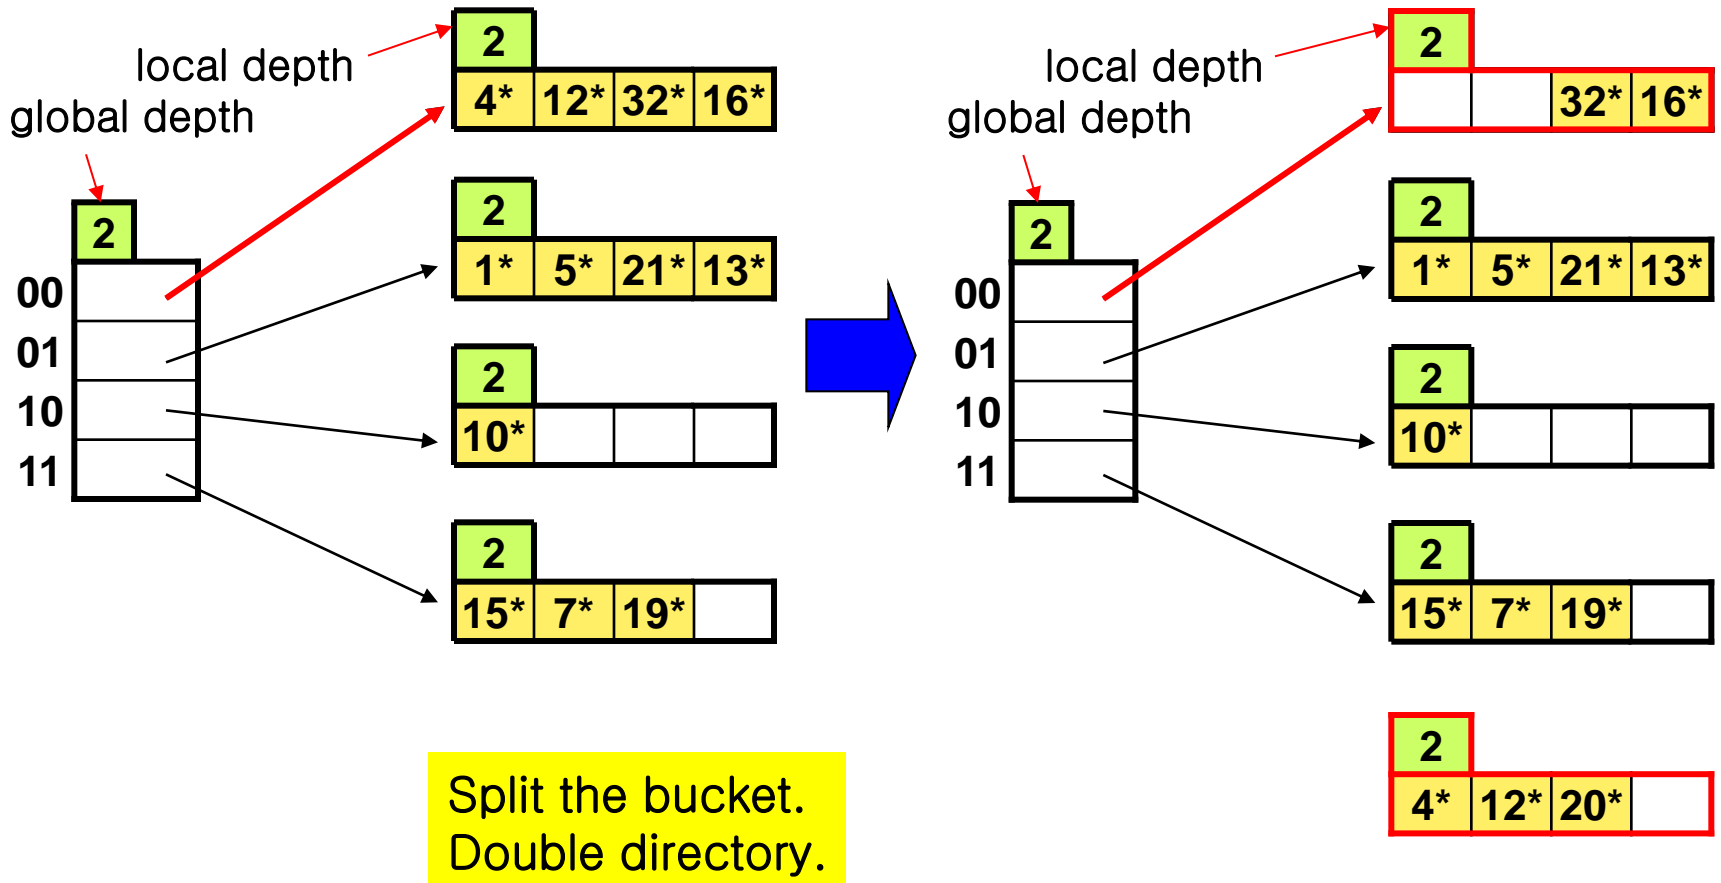 local depth
global depth
2
00
01
10
11
2
4* 12* 32* 16*
2
1* 5* 21* 13*
2
10*
2
15* 7* 19*
local depth
global depth
2
00
01
10
11
2
32* 16*
2
1* 5* 21* 13*
2
10*
2
15* 7* 19*
2
4* 12* 20*
Split the bucket.
Double directory.